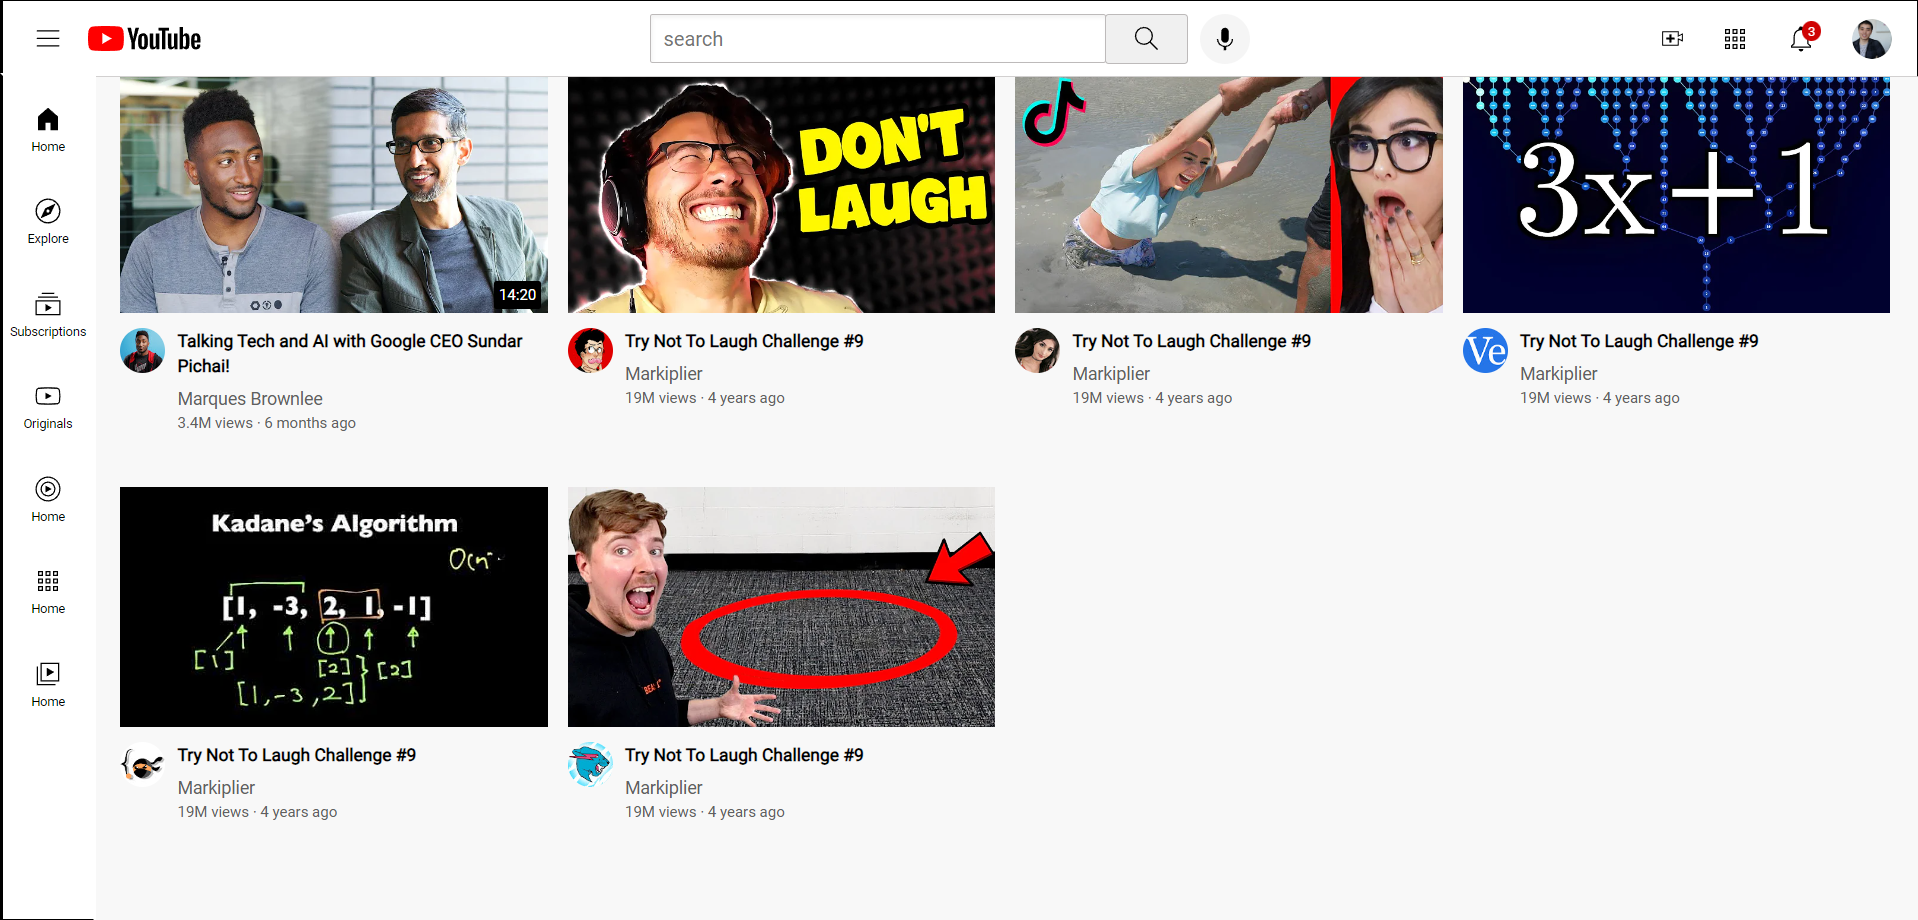 YouTube
search
3
Home
Explore
Subscriptions
Originals
Home
Home
Home
14:20
DON'T
LAUGH
3x+1
Talking Tech and AI with Google CEO Sundar
Pichai!
Marques Brownlee
3.4M views · 6 months ago
Try Not To Laugh Challenge #9
Markiplier
19M views · 4 years ago
Try Not To Laugh Challenge #9
Markiplier
19M views · 4 years ago
Ve
Try Not To Laugh Challenge #9
Markiplier
19M views · 4 years ago
Kadane's Algorithm
[1, -3, 2, 1, -1]
[1]
[2]
[2]
[1, -3, 2]
Try Not To Laugh Challenge #9
Markiplier
19M views · 4 years ago
Try Not To Laugh Challenge #9
Markiplier
19M views · 4 years ago